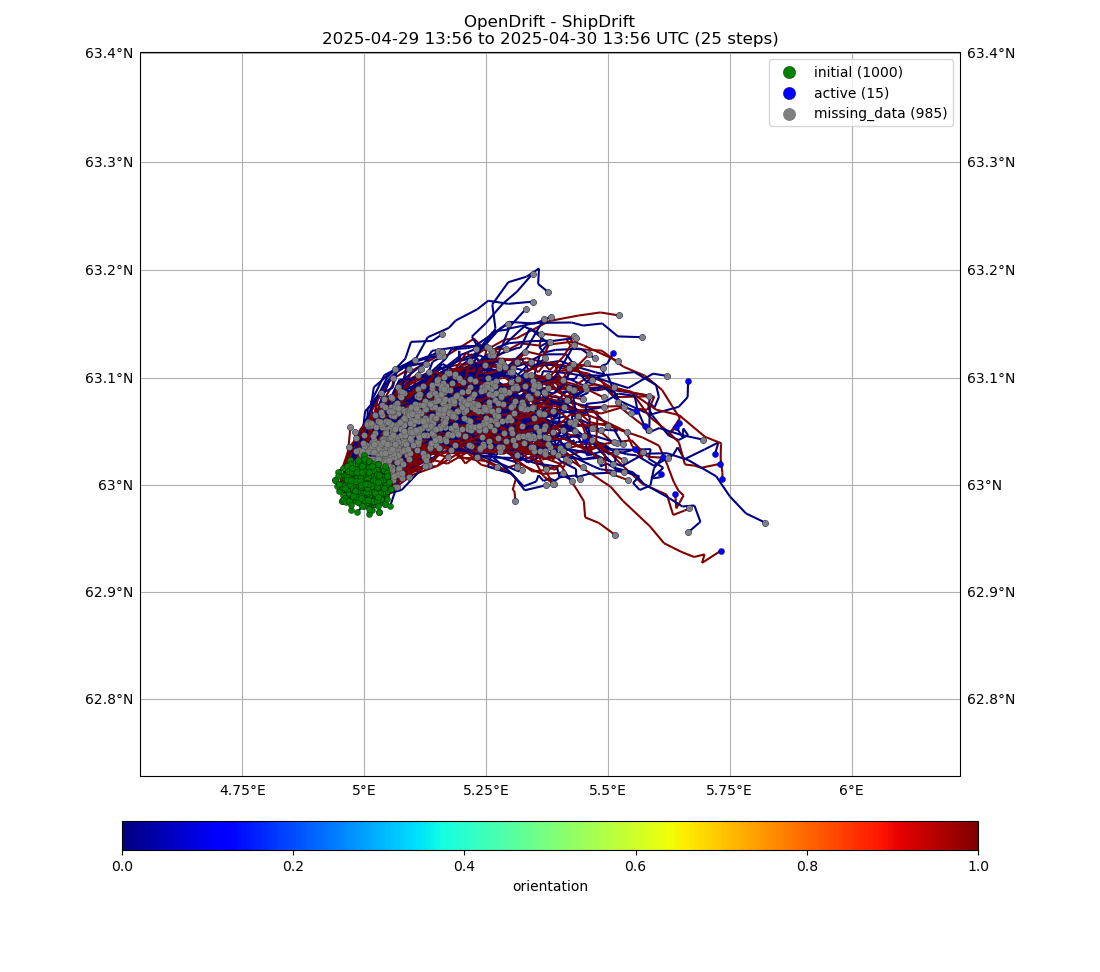 OpenDrift - ShipDrift
2025-04-29 13:56 to 2025-04-30 13:56 UTC (25 steps)
63.4°N 63.4°N
initial (1000)
active (15)
missing_data (985)
63.3°N 63.3°N
63.2°N 63.2°N
63.1°N 63.1°N
63°N 63°N
62.9°N 62.9°N
62.8°N 62.8°N
4.75°E 5°E 5.25°E 5.5°E 5.75°E 6°E
0.0 0.2 0.4 0.6 0.8 1.0
orientation